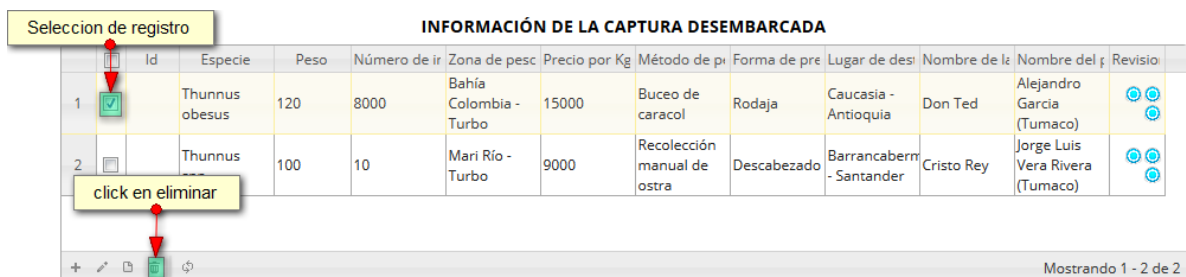 Seleccion de registro
INFORMACIÓN DE LA CAPTURA DESEMBARCADA
Id Especie Peso Número de ir Zona de pesc Precio por Kg Método de pe Forma de pre Lugar de dest Nombre de la Nombre del p Revisio
1 Thunnus obesus 120 8000 Bahía Colombia - Turbo 15000 Buceo de caracol Rodaja Caucasia - Antioquia Don Ted Alejandro Garcia (Tumaco)
2 Thunnus 100 10 Mari Río - Turbo 9000 Recolección manual de ostra Descabezado Barrancaberm - Santander Cristo Rey Jorge Luis Vera Rivera (Tumaco)
click en eliminar
Mostrando 1 - 2 de 2